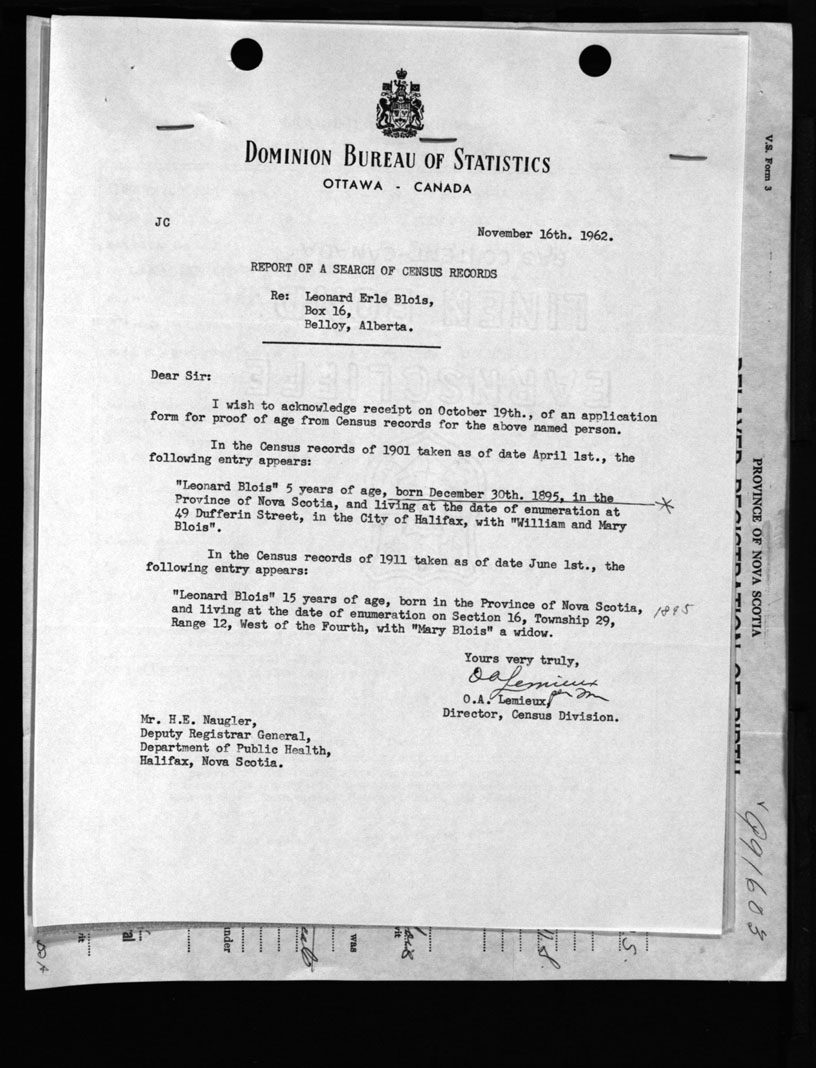 DOMINION BUREAU OF STATISTICS
OTTAWA - CANADA
JC
November 16th. 1962.
REPORT OF A SEARCH OF CENSUS RECORDS
Re: Leonard Erle Blois,
Box 16,
Belloy, Alberta.
Dear Sir:
I wish to acknowledge receipt on October 19th., of an application
form for proof of age from Census records for the above named person.
In the Census records of 1901 taken as of date April 1st., the
following entry appears:
"Leonard Blois" 5 years of age, born December 30th. 1895, in the
Province of Nova Scotia, and living at the date of enumeration at
49 Dufferin Street, in the City of Halifax, with "William and Mary
Blois".
In the Census records of 1911 taken as of date June 1st., the
following entry appears:
"Leonard Blois" 15 years of age, born in the Province of Nova Scotia,
and living at the date of enumeration on Section 16, Township 29,
Range 12, West of the Fourth, with "Mary Blois" a widow.
1895
Yours very truly,
OA Lemieux
O.A. Lemieux,
Director, Census Division.
Mr. H.E. Naugler,
Deputy Registrar General,
Department of Public Health,
Halifax, Nova Scotia.
V.S. Form 3
PROVINCE OF NOVA SCOTIA
DELAYED REGISTRATION OF BIRTH
991603
under
was